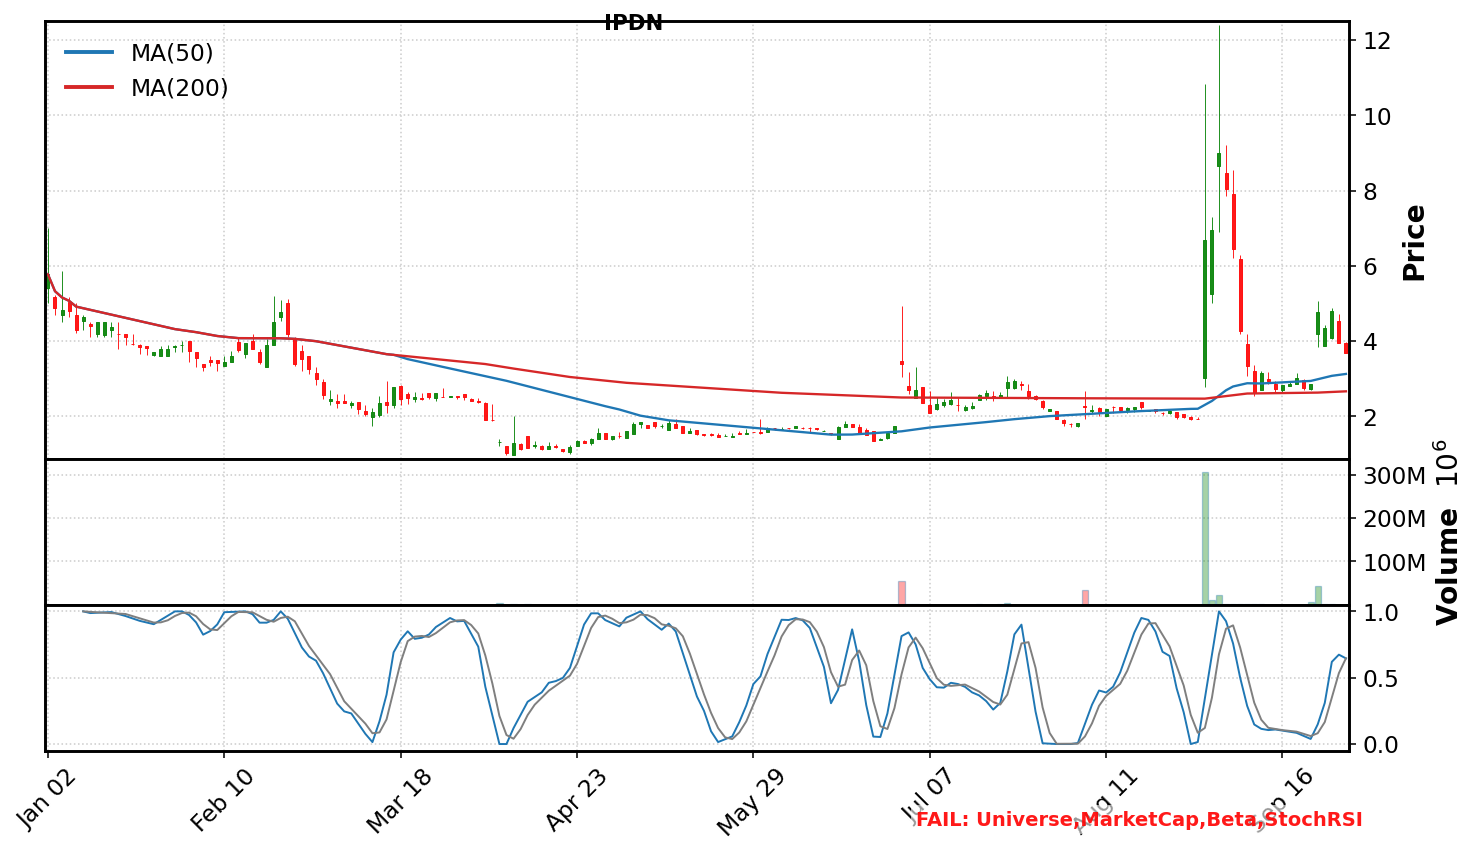 IPDN
MA(50)
MA(200)
12
10
8
6
4
2
Price
300M
200M
100M
Volume 10^6
1.0
0.5
0.0
Jan 02
Feb 10
Mar 18
Apr 23
May 29
Jul 07
Aug 11
Sep 16
FAIL: Universe,MarketCap,Beta,StochRSI